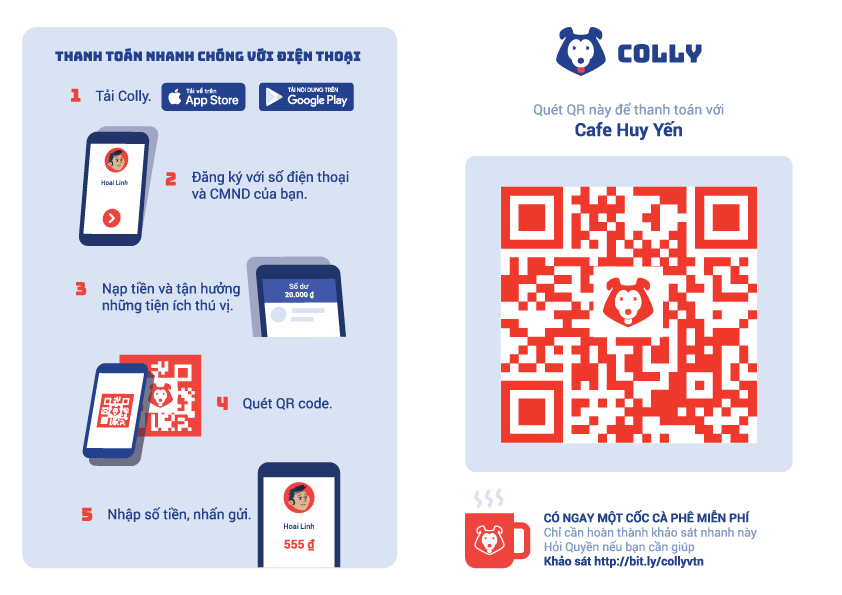 THANH TOÁN NHANH CHÓNG VỚI ĐIỆN THOẠI
1 Tải Colly.
Tải về trên
App Store
TẢI NỘI DUNG TRÊN
Google Play
Hoai Linh
2 Đăng ký với số điện thoại
và CMND của bạn.
3 Nạp tiền và tận hưởng
những tiện ích thú vị.
Số dư
20.000 ₫
4 Quét QR code.
5 Nhập số tiền, nhấn gửi.
Hoai Linh
555 ₫
COLLY
Quét QR này để thanh toán với
Cafe Huy Yến
CÓ NGAY MỘT CỐC CÀ PHÊ MIỄN PHÍ
Chỉ cần hoàn thành khảo sát nhanh này
Hỏi Quyền nếu bạn cần giúp
Khảo sát http://bit.ly/collyvtn